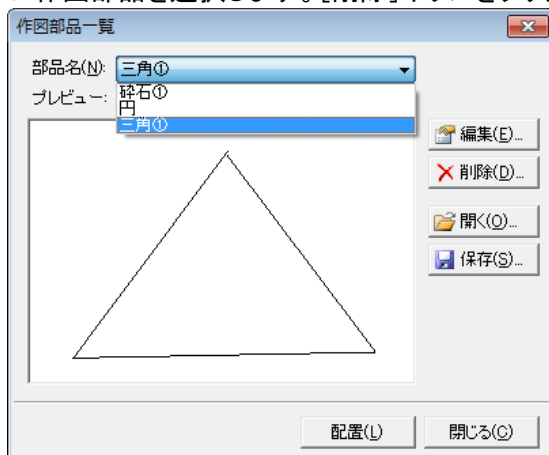 作図部品一覧
部品名(N): 三角①
砕石①
円
三角①
プレビュー:
編集(E)...
削除(D)...
開く(O)...
保存(S)...
配置(L)
閉じる(C)